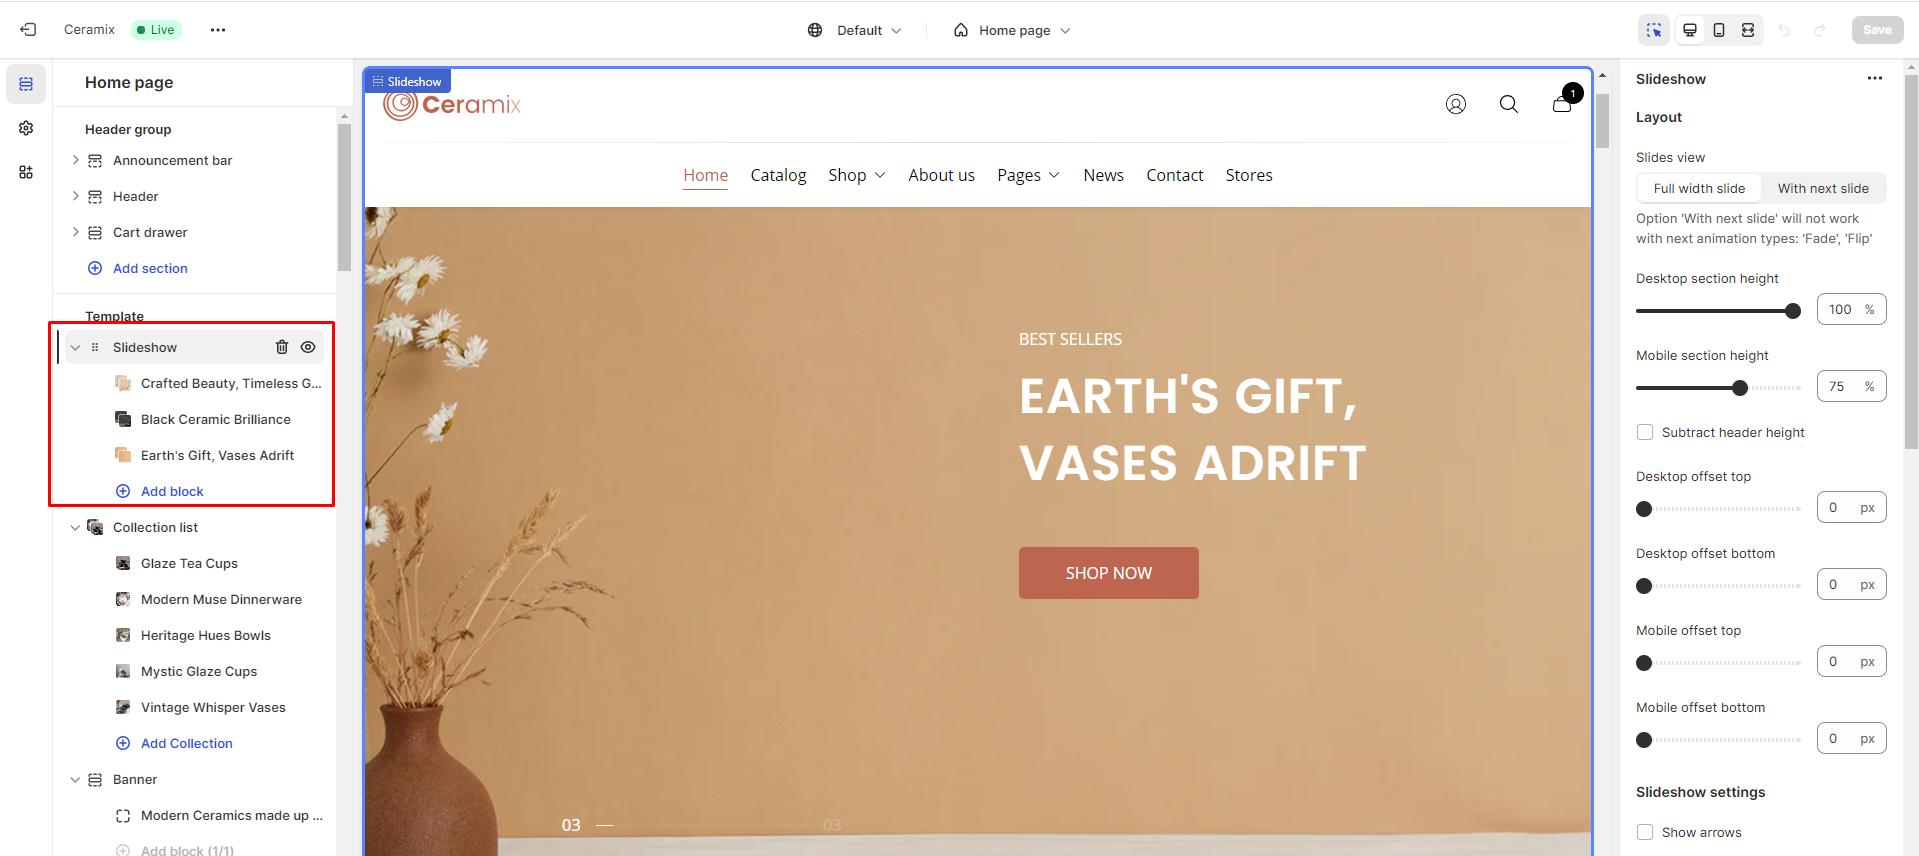 Ceramix
Live
Default
Home page
Save
Home page
Header group
Announcement bar
Header
Cart drawer
Add section
Template
Slideshow
Crafted Beauty, Timeless G...
Black Ceramic Brilliance
Earth's Gift, Vases Adrift
Add block
Collection list
Glaze Tea Cups
Modern Muse Dinnerware
Heritage Hues Bowls
Mystic Glaze Cups
Vintage Whisper Vases
Add Collection
Banner
Modern Ceramics made up ...
Add block (1/1)
Slideshow
Ceramix
1
Home
Catalog
Shop
About us
Pages
News
Contact
Stores
BEST SELLERS
EARTH'S GIFT,
VASES ADRIFT
SHOP NOW
03
03
Slideshow
Layout
Slides view
Full width slide
With next slide
Option 'With next slide' will not work
with next animation types: 'Fade', 'Flip'
Desktop section height
100 %
Mobile section height
75 %
Subtract header height
Desktop offset top
0 px
Desktop offset bottom
0 px
Mobile offset top
0 px
Mobile offset bottom
0 px
Slideshow settings
Show arrows